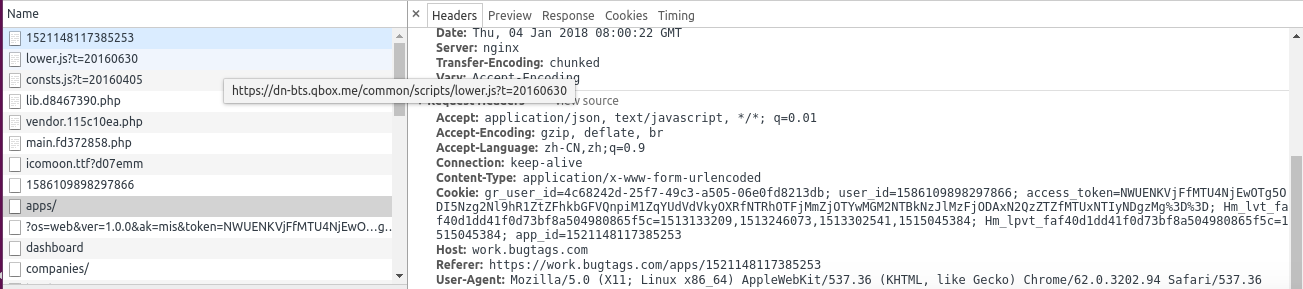 Name
1521148117385253
lower.js?t=20160630
consts.js?t=20160405
lib.d8467390.php
vendor.115c10ea.php
main.fd372858.php
icomoon.ttf?d07emm
1586109898297866
apps/
?os=web&ver=1.0.0&ak=mis&token=NWUENKVjFfMTU4NjEwO...g...
dashboard
companies/
× Headers Preview Response Cookies Timing
Date: Thu, 04 Jan 2018 08:00:22 GMT
Server: nginx
Transfer-Encoding: chunked
Vary: Accept-Encoding
https://dn-bts.qbox.me/common/scripts/lower.js?t=20160630
Request Headers view source
Accept: application/json, text/javascript, */*; q=0.01
Accept-Encoding: gzip, deflate, br
Accept-Language: zh-CN,zh;q=0.9
Connection: keep-alive
Content-Type: application/x-www-form-urlencoded
Cookie: gr_user_id=4c68242d-25f7-49c3-a505-06e0fd8213db; user_id=1586109898297866; access_token=NWUENKVjFfMTU4NjEwOTg5O
DI5Nzg2Nl9hR1ZtZFhkbGFVQnpiM1ZqYUdVdVkyOXRfNTRhOTFjMmZjOTYwMGM2NTBkNzJlMzFjODAxN2QzZTZfMTUxNTIyNDgzMg%3D%3D; Hm_lvt_fa
f40d1dd41f0d73bf8a504980865f5c=1513133209,1513246073,1513302541,1515045384; Hm_lpvt_faf40d1dd41f0d73bf8a504980865f5c=1
515045384; app_id=1521148117385253
Host: work.bugtags.com
Referer: https://work.bugtags.com/apps/1521148117385253
User-Agent: Mozilla/5.0 (X11; Linux x86_64) AppleWebKit/537.36 (KHTML, like Gecko) Chrome/62.0.3202.94 Safari/537.36